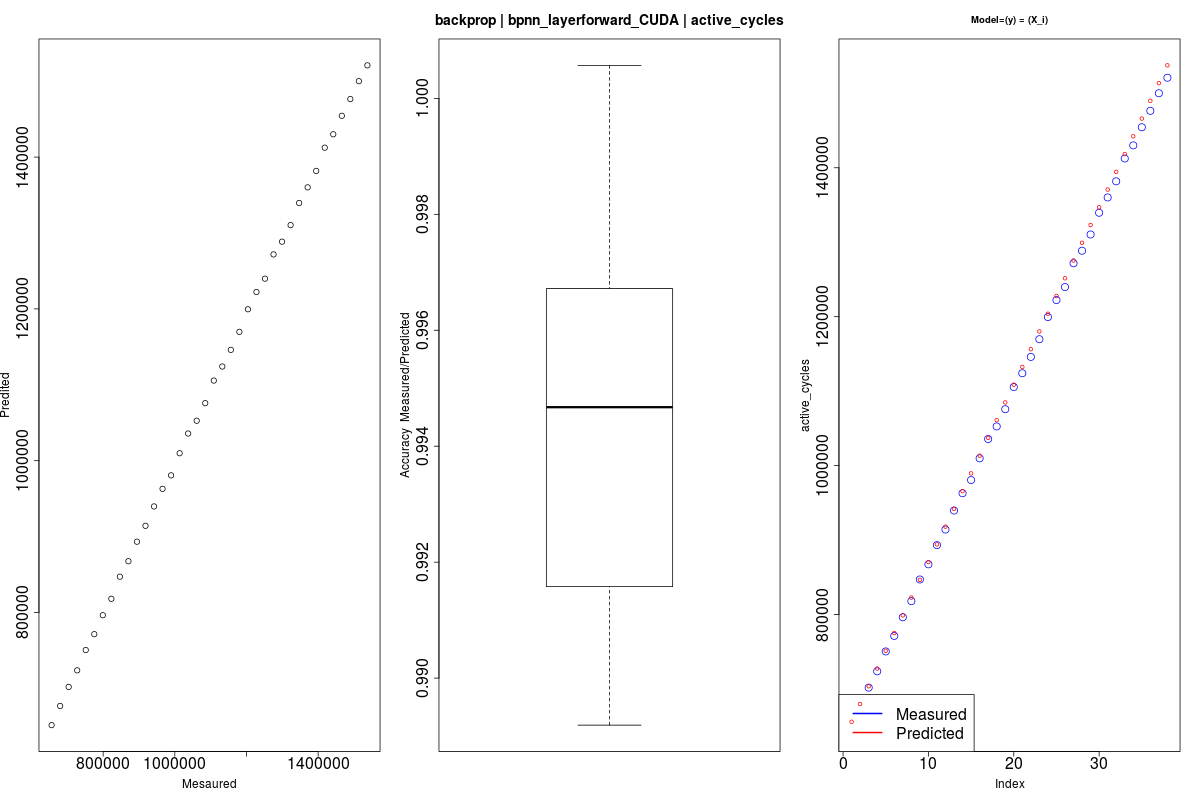 backprop | bpnn_layerforward_CUDA | active_cycles
Model=(y) = (X_i)
Predited
1400000
1200000
1000000
800000
800000 1000000 1400000
Mesaured
Accuracy Measured/Predicted
1.000
0.998
0.996
0.994
0.992
0.990
active_cycles
1400000
1200000
1000000
800000
Measured
Predicted
0 10 20 30
Index